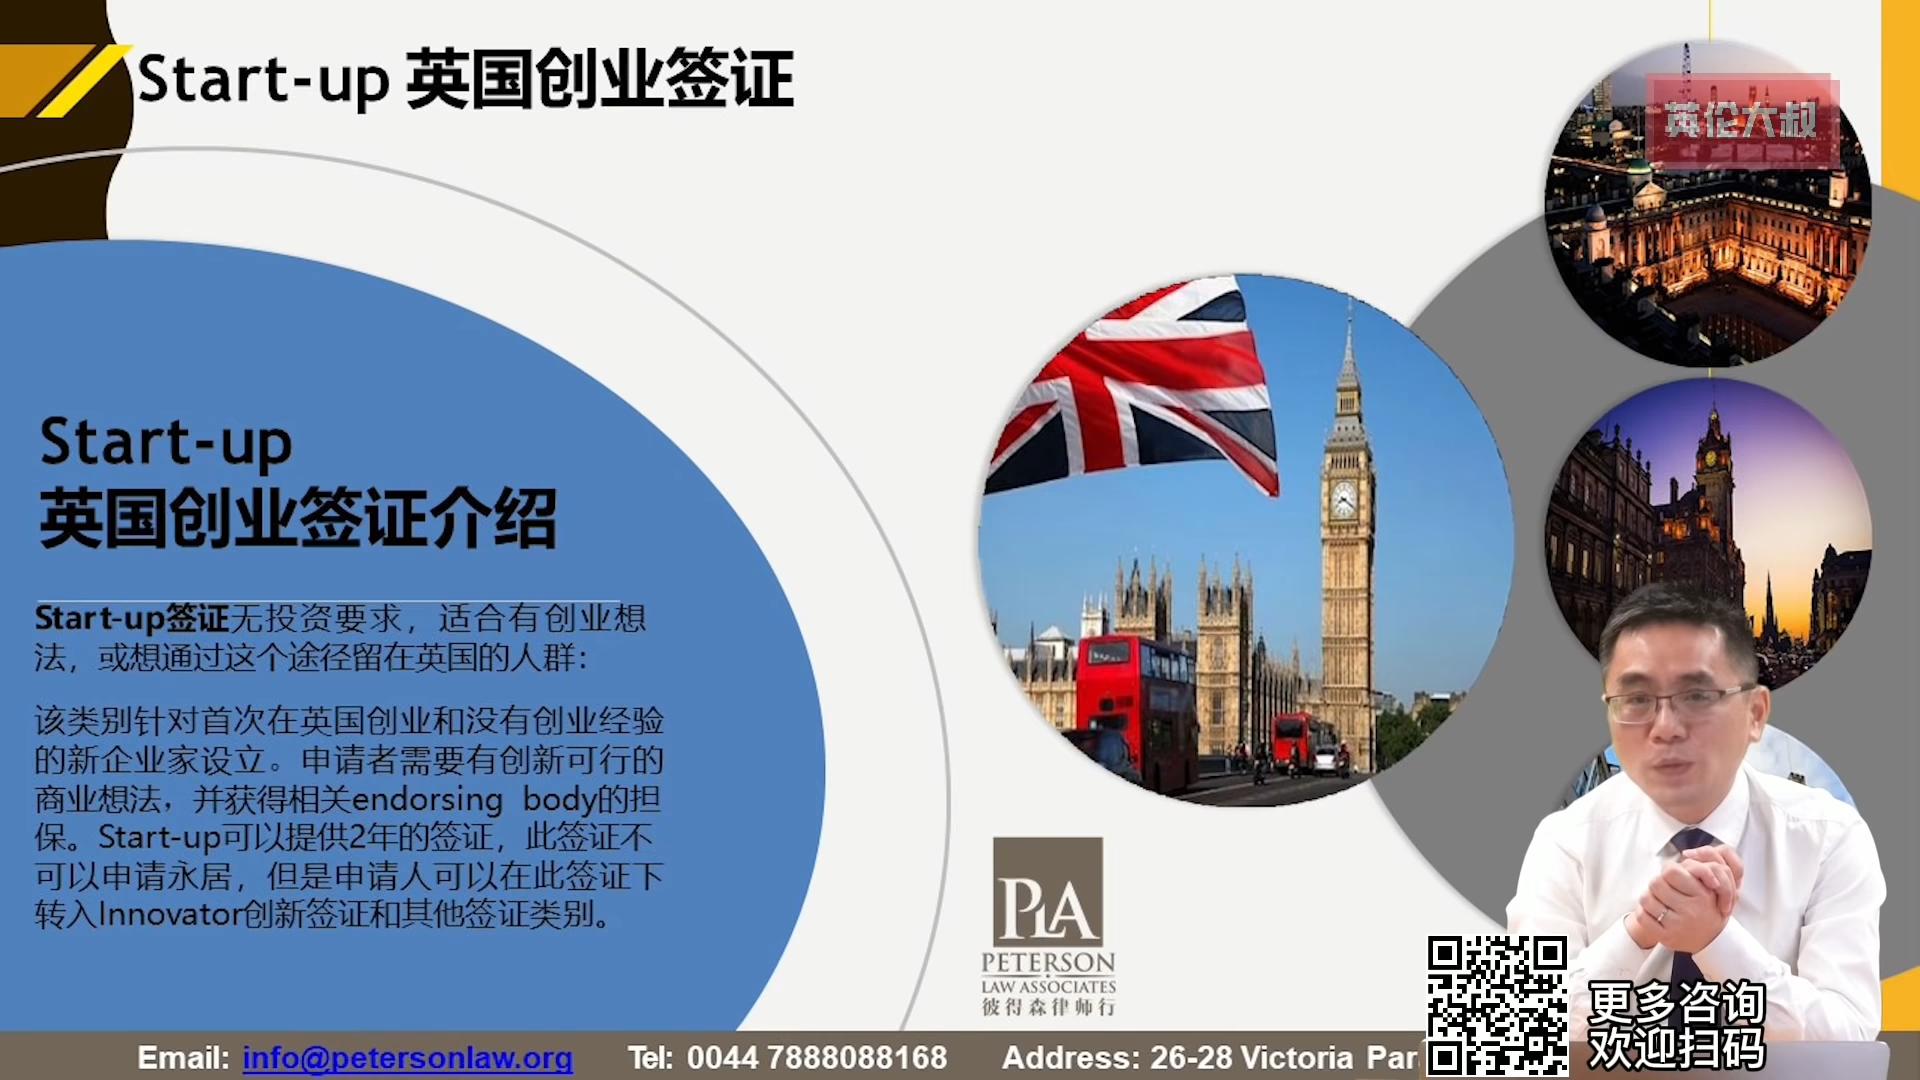 Start-up 英国创业签证
英伦大叔
Start-up
英国创业签证介绍
Start-up签证无投资要求，适合有创业想
法，或想通过这个途径留在英国的人群：
该类别针对首次在英国创业和没有创业经验
的新企业家设立。申请者需要有创新可行的
商业想法，并获得相关endorsing body的担
保。Start-up可以提供2年的签证，此签证不
可以申请永居，但是申请人可以在此签证下
转入Innovator创新签证和其他签证类别。
PLA
PETERSON
LAW ASSOCIATES
彼得森律师行
更多咨询
欢迎扫码
Email: info@petersonlaw.org Tel: 0044 7888088168 Address: 26-28 Victoria